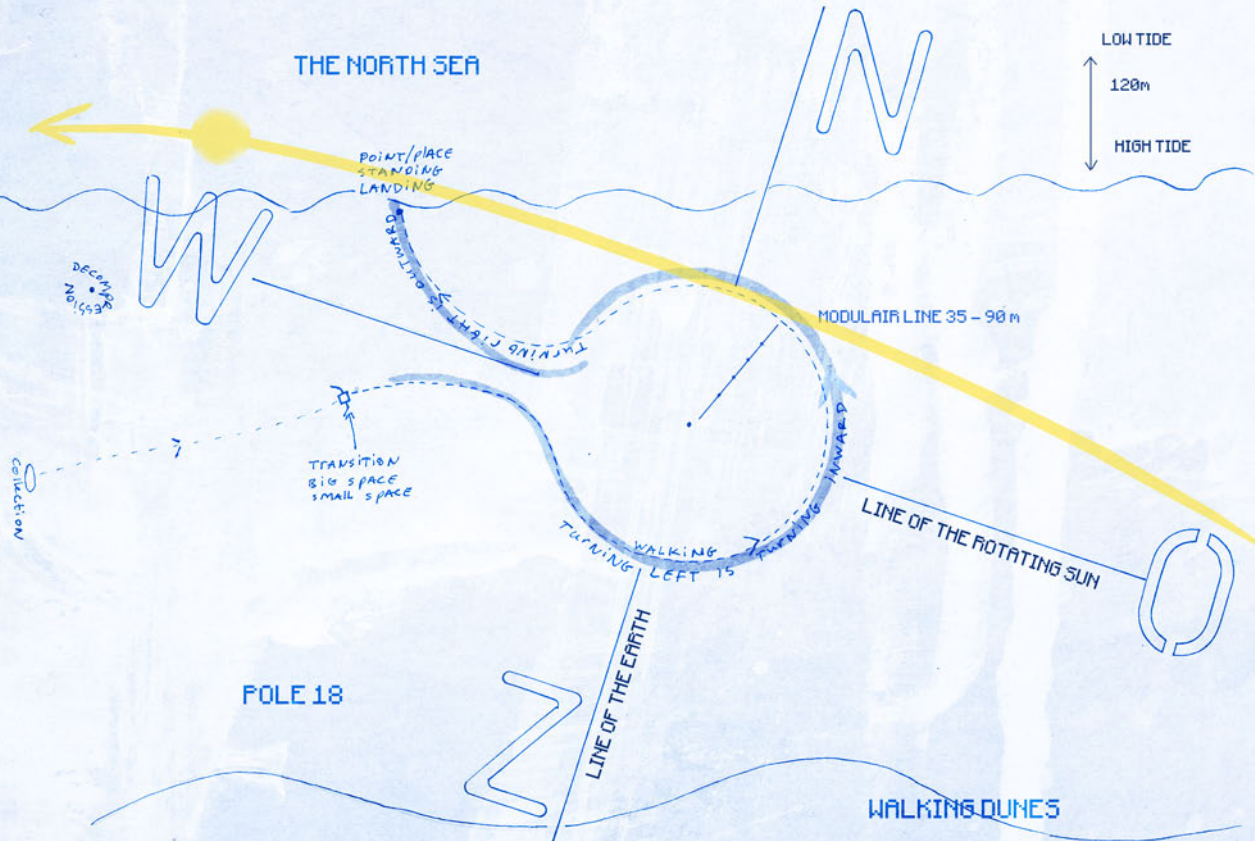 LOW TIDE
THE NORTH SEA
N
120m
HIGH TIDE
POINT/PLACE
STANDING
LANDING
W
TURNING RIGHT IS OUTWARD
DECOMPRESSION
MODULAIR LINE 35 – 90 m
TRANSITION
BIG SPACE
SMALL SPACE
COLLECTION
WALKING
TURNING LEFT IS TURNING INWARD
LINE OF THE ROTATING SUN
O
LINE OF THE EARTH
POLE 18
Z
WALKING DUNES